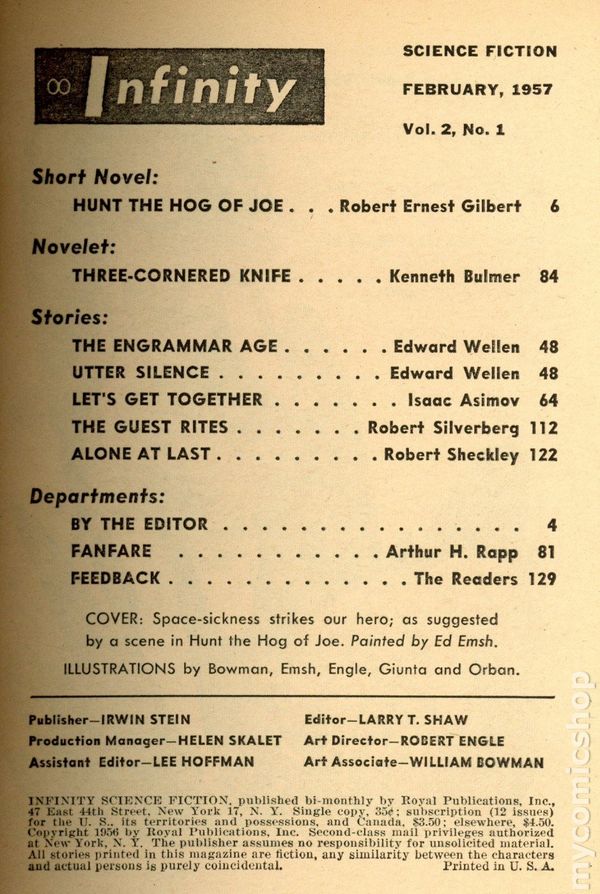 ∞ Infinity
SCIENCE FICTION
FEBRUARY, 1957
Vol. 2, No. 1
Short Novel:
HUNT THE HOG OF JOE . . . Robert Ernest Gilbert 6
Novelet:
THREE-CORNERED KNIFE . . . . . Kenneth Bulmer 84
Stories:
THE ENGRAMMAR AGE . . . . . . Edward Wellen 48
UTTER SILENCE . . . . . . . . . Edward Wellen 48
LET'S GET TOGETHER . . . . . . . Isaac Asimov 64
THE GUEST RITES . . . . . . . Robert Silverberg 112
ALONE AT LAST . . . . . . . . . Robert Sheckley 122
Departments:
BY THE EDITOR . . . . . . . . . . . . . . . . 4
FANFARE . . . . . . . . . . . Arthur H. Rapp 81
FEEDBACK . . . . . . . . . . . . . The Readers 129
COVER: Space-sickness strikes our hero; as suggested
by a scene in Hunt the Hog of Joe. Painted by Ed Emsh.
ILLUSTRATIONS by Bowman, Emsh, Engle, Giunta and Orban.
Publisher—IRWIN STEIN
Editor—LARRY T. SHAW
Production Manager—HELEN SKALET
Art Director—ROBERT ENGLE
Assistant Editor—LEE HOFFMAN
Art Associate—WILLIAM BOWMAN
INFINITY SCIENCE FICTION, published bi-monthly by Royal Publications, Inc.,
47 East 44th Street, New York 17, N. Y. Single copy, 35¢; subscription (12 issues)
for the U. S., its territories and possessions, and Canada, $3.50; elsewhere, $4.50.
Copyright 1956 by Royal Publications, Inc. Second-class mail privileges authorized
at New York, N. Y. The publisher assumes no responsibility for unsolicited material.
All stories printed in this magazine are fiction, any similarity between the characters
and actual persons is purely coincidental. Printed in U. S. A.
mycomicshop